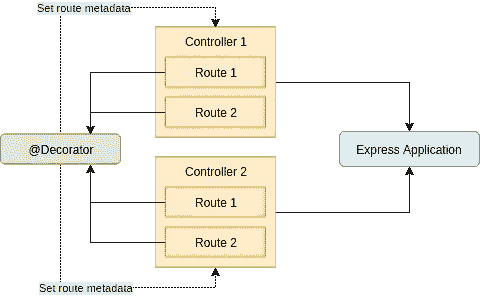 Set route metadata
Controller 1
Route 1
Route 2
@Decorator
Express Application
Controller 2
Route 1
Route 2
Set route metadata